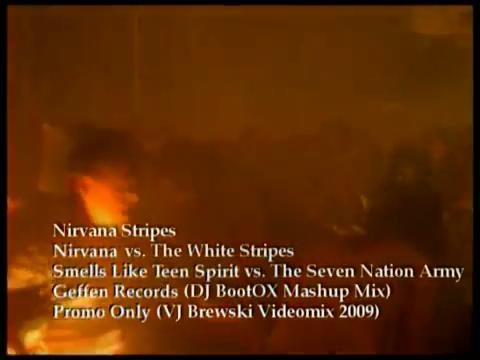 Nirvana Stripes
Nirvana vs. The White Stripes
Smells Like Teen Spirit vs. The Seven Nation Army
Geffen Records (DJ BootOX Mashup Mix)
Promo Only (VJ Brewski Videomix 2009)